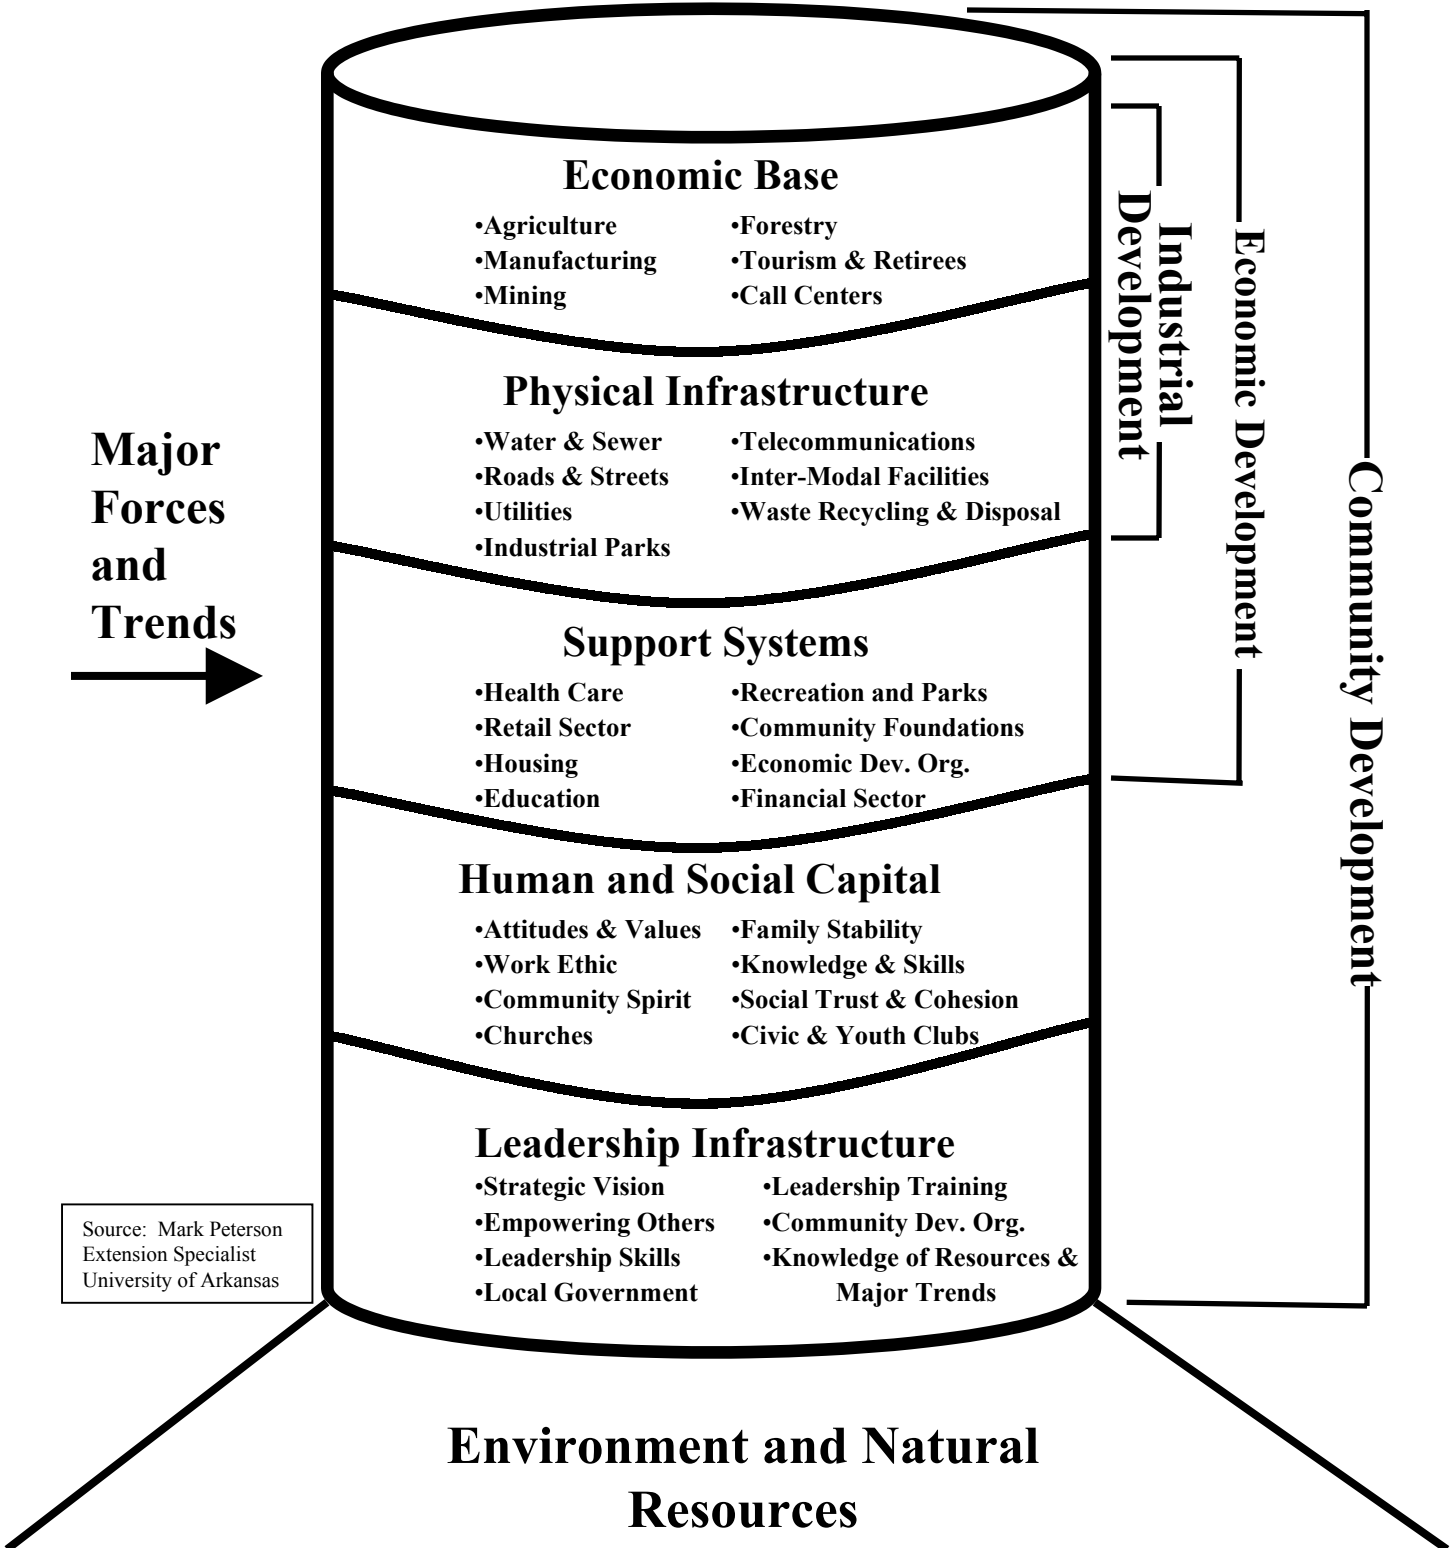 Economic Base
•Agriculture
•Manufacturing
•Mining
•Forestry
•Tourism & Retirees
•Call Centers
Physical Infrastructure
•Water & Sewer
•Roads & Streets
•Utilities
•Industrial Parks
•Telecommunications
•Inter-Modal Facilities
•Waste Recycling & Disposal
Support Systems
•Health Care
•Retail Sector
•Housing
•Education
•Recreation and Parks
•Community Foundations
•Economic Dev. Org.
•Financial Sector
Human and Social Capital
•Attitudes & Values
•Work Ethic
•Community Spirit
•Churches
•Family Stability
•Knowledge & Skills
•Social Trust & Cohesion
•Civic & Youth Clubs
Leadership Infrastructure
•Strategic Vision
•Empowering Others
•Leadership Skills
•Local Government
•Leadership Training
•Community Dev. Org.
•Knowledge of Resources &
Major Trends
Major
Forces
and
Trends
Industrial
Development
Economic Development
Community Development
Source:  Mark Peterson
Extension Specialist
University of Arkansas
Environment and Natural
Resources